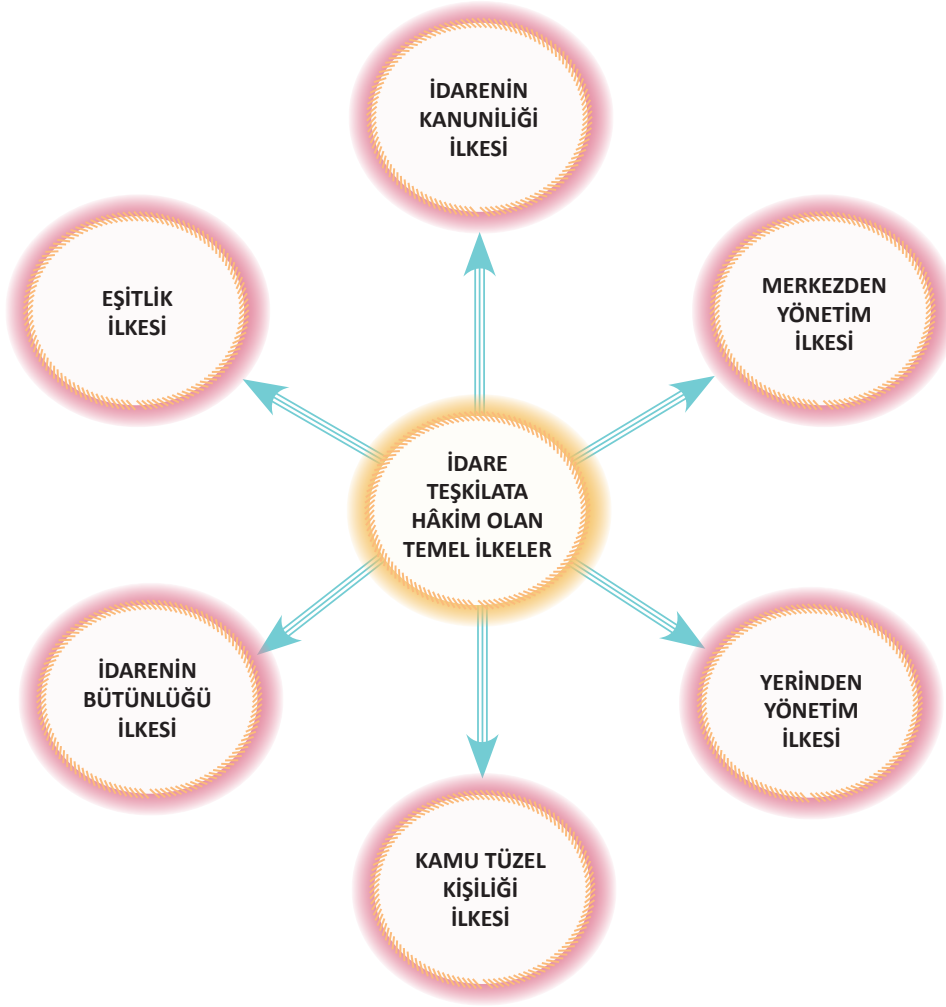 İDARENİN
KANUNİLİĞİ
İLKESİ
EŞİTLİK
İLKESİ
MERKEZDEN
YÖNETİM
İLKESİ
İDARE
TEŞKİLATA
HÂKİM OLAN
TEMEL İLKELER
İDARENİN
BÜTÜNLÜĞÜ
İLKESİ
YERİNDEN
YÖNETİM
İLKESİ
KAMU TÜZEL
KİŞİLİĞİ
İLKESİ